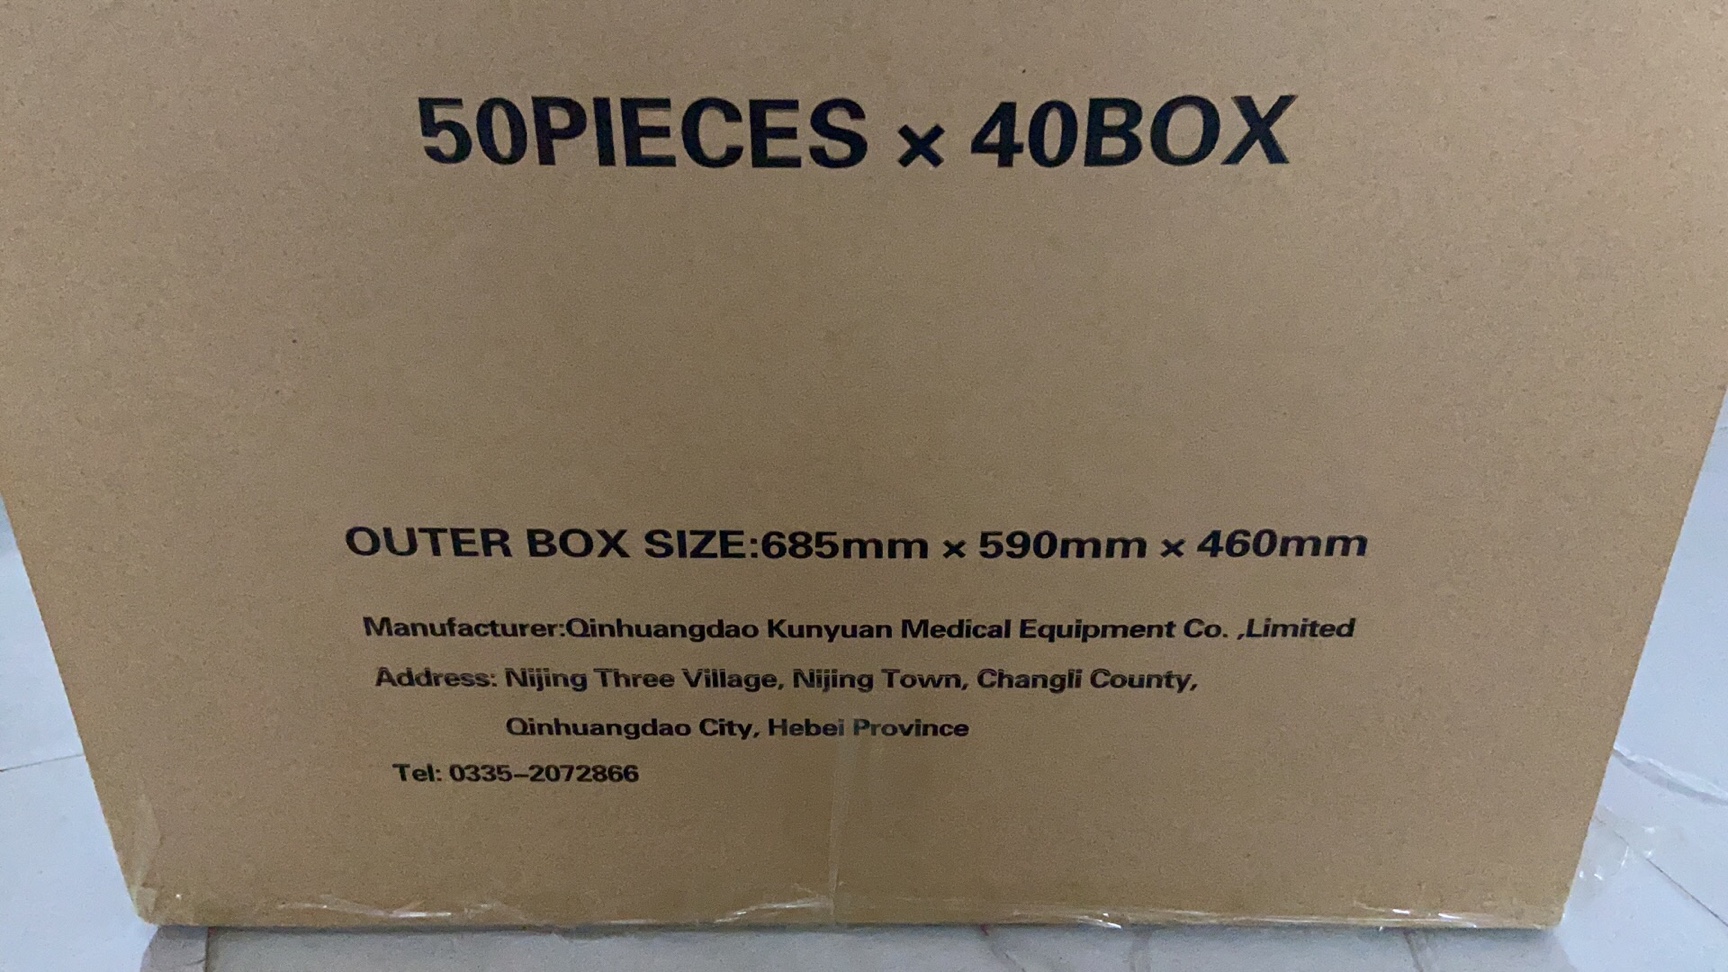 50PIECES × 40BOX
OUTER BOX SIZE:685mm × 590mm × 460mm
Manufacturer:Qinhuangdao Kunyuan Medical Equipment Co. ,Limited
Address: Nijing Three Village, Nijing Town, Changli County,
Qinhuangdao City, Hebei Province
Tel: 0335–2072866